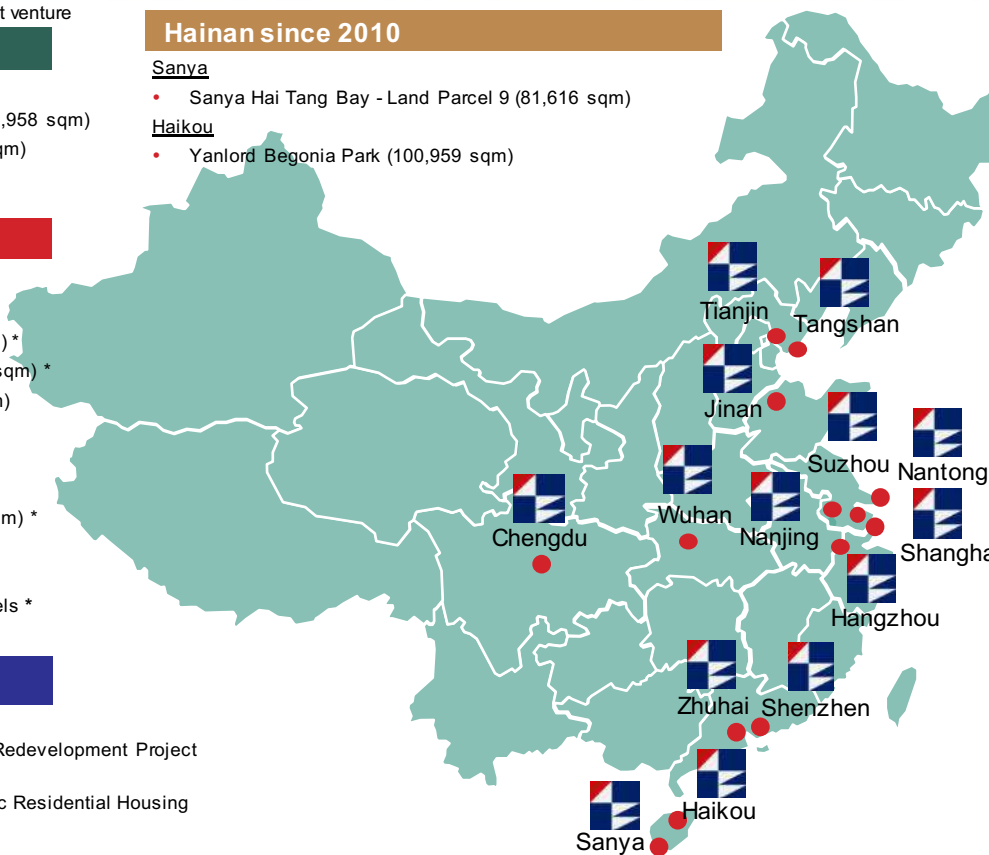 t venture
Hainan since 2010
Sanya
• Sanya Hai Tang Bay - Land Parcel 9 (81,616 sqm)
Haikou
• Yanlord Begonia Park (100,959 sqm)
,958 sqm)
qm)
) *
sqm) *
m)
m) *
els *
Redevelopment Project
c Residential Housing
Tianjin
Tangshan
Jinan
Suzhou
Nantong
Wuhan
Nanjing
Chengdu
Shangha
Hangzhou
Zhuhai
Shenzhen
Haikou
Sanya